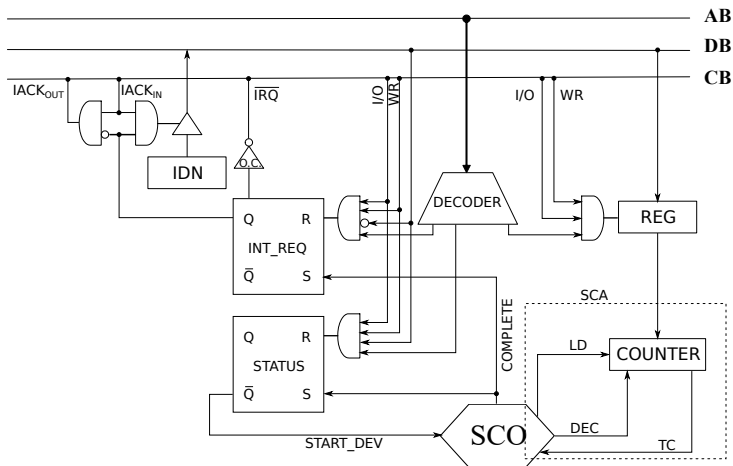 AB
DB
CB
IACK_OUT IACK_IN IRQ̅ I/O WR I/O WR
IDN
O.C.
DECODER
REG
Q R
INT_REQ
Q̅ S
SCA
COMPLETE
Q R
STATUS
Q̅ S
LD COUNTER
SCO
START_DEV DEC TC